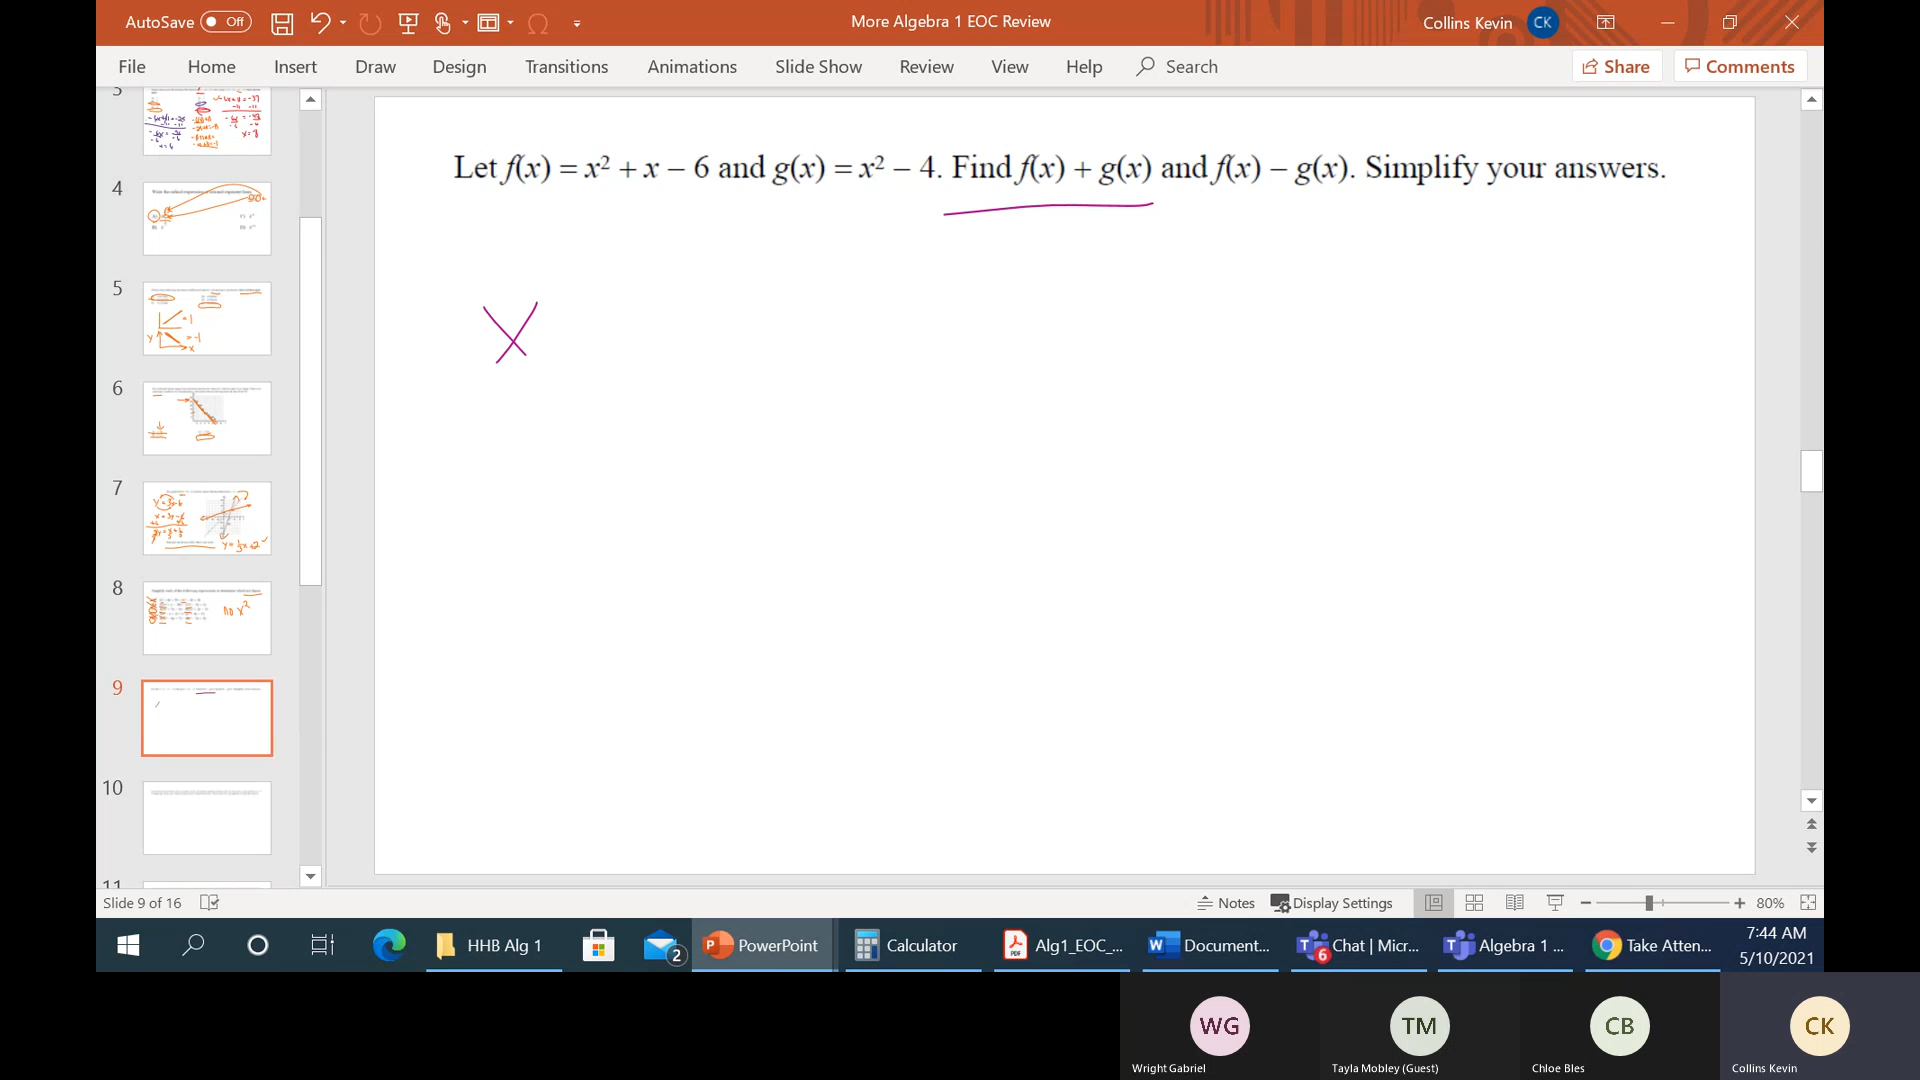 AutoSave Off More Algebra 1 EOC Review Collins Kevin CK
File Home Insert Draw Design Transitions Animations Slide Show Review View Help Search Share Comments
4
5
6
7
8
9
10
11
Let f(x) = x² + x − 6 and g(x) = x² − 4. Find f(x) + g(x) and f(x) − g(x). Simplify your answers.
x
Slide 9 of 16 Notes Display Settings 80%
HHB Alg 1 2 PowerPoint Calculator Alg1_EOC_... Document... 6 Chat | Micr... Algebra 1 ... Take Atten... 7:44 AM
5/10/2021
WG TM CB CK
Wright Gabriel Tayla Mobley (Guest) Chloe Bles Collins Kevin